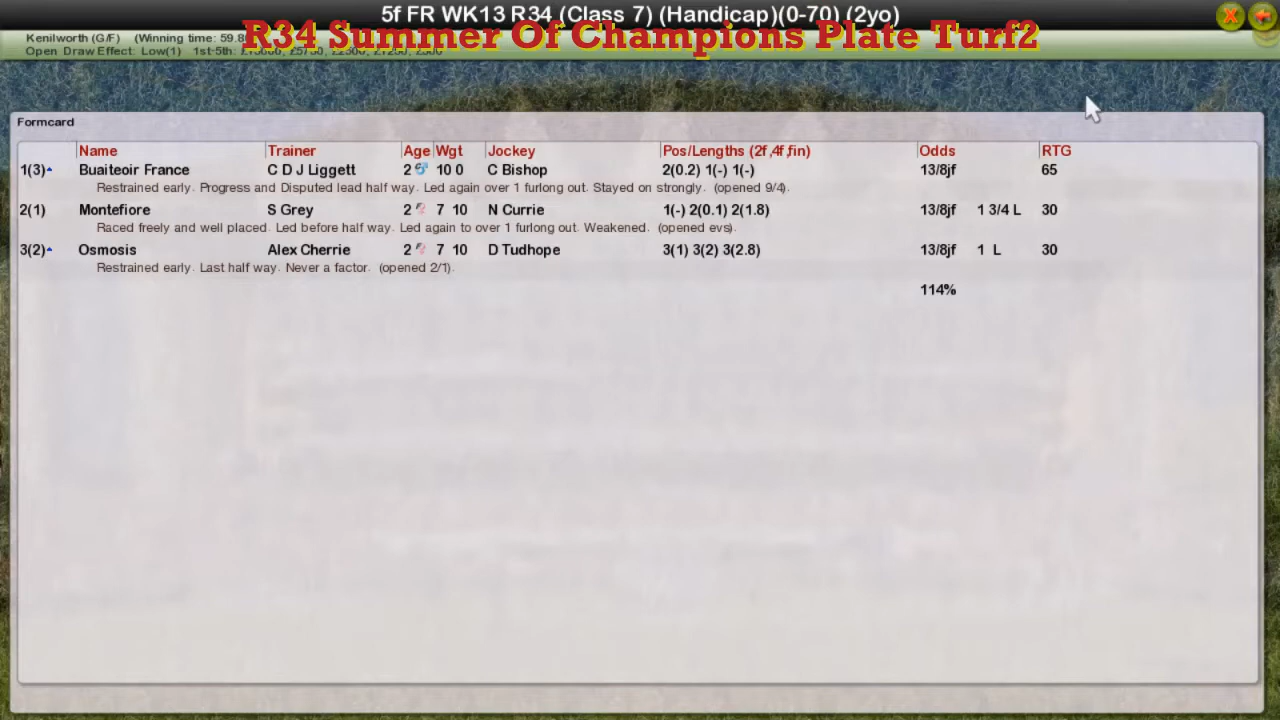 5f FR WK13 R34 (Class 7) (Handicap)(0-70) (2yo)
R34 Summer Of Champions Plate Turf2
Kenilworth (G/F) (Winning time: 59.8
Open Draw Effect: Low(1) 1st-5th:
Formcard
Name Trainer Age Wgt Jockey Pos/Lengths (2f,4f,fin) Odds RTG
1(3) Buaiteoir France C D J Liggett 2 10 0 C Bishop 2(0.2) 1(-) 1(-) 13/8jf 65
Restrained early. Progress and Disputed lead half way. Led again over 1 furlong out. Stayed on strongly. (opened 9/4).
2(1) Montefiore S Grey 2 7 10 N Currie 1(-) 2(0.1) 2(1.8) 13/8jf 1 3/4 L 30
Raced freely and well placed. Led before half way. Led again to over 1 furlong out. Weakened. (opened evs).
3(2) Osmosis Alex Cherrie 2 7 10 D Tudhope 3(1) 3(2) 3(2.8) 13/8jf 1 L 30
Restrained early. Last half way. Never a factor. (opened 2/1).
114%